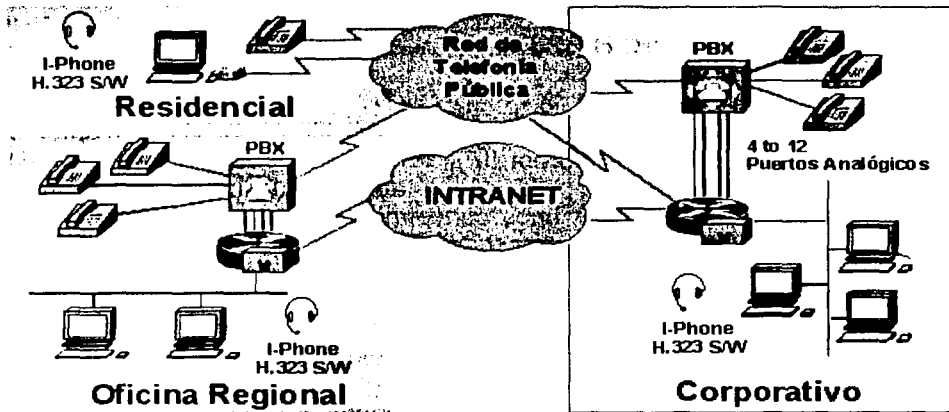 I-Phone
H.323 S/W
Residencial
Red de
Telefonía
Pública
PBX
4 to 12
Puertos Analógicos
PBX
INTRANET
I-Phone
H.323 S/W
Oficina Regional
I-Phone
H.323 S/W
Corporativo